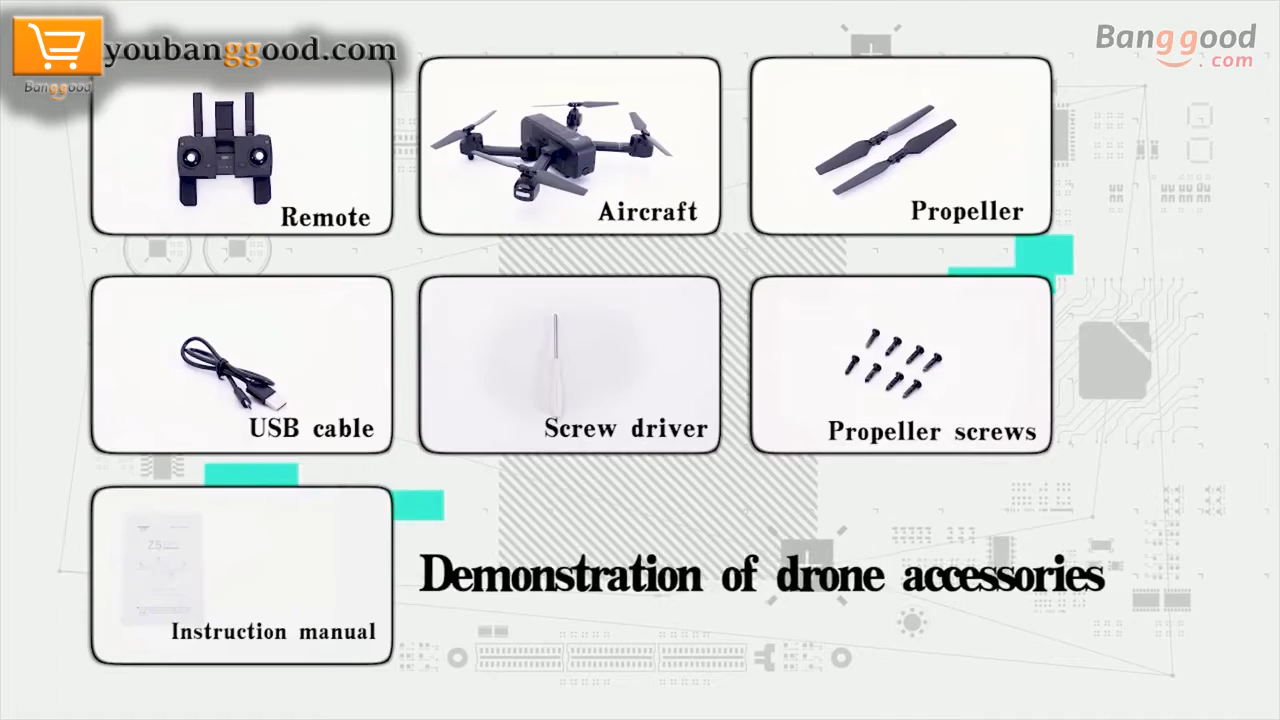 youbanggood.com
Banggood
Banggood
.com
Remote
Aircraft
Propeller
USB cable
Screw driver
Propeller screws
Z5
Instruction manual
Demonstration of drone accessories